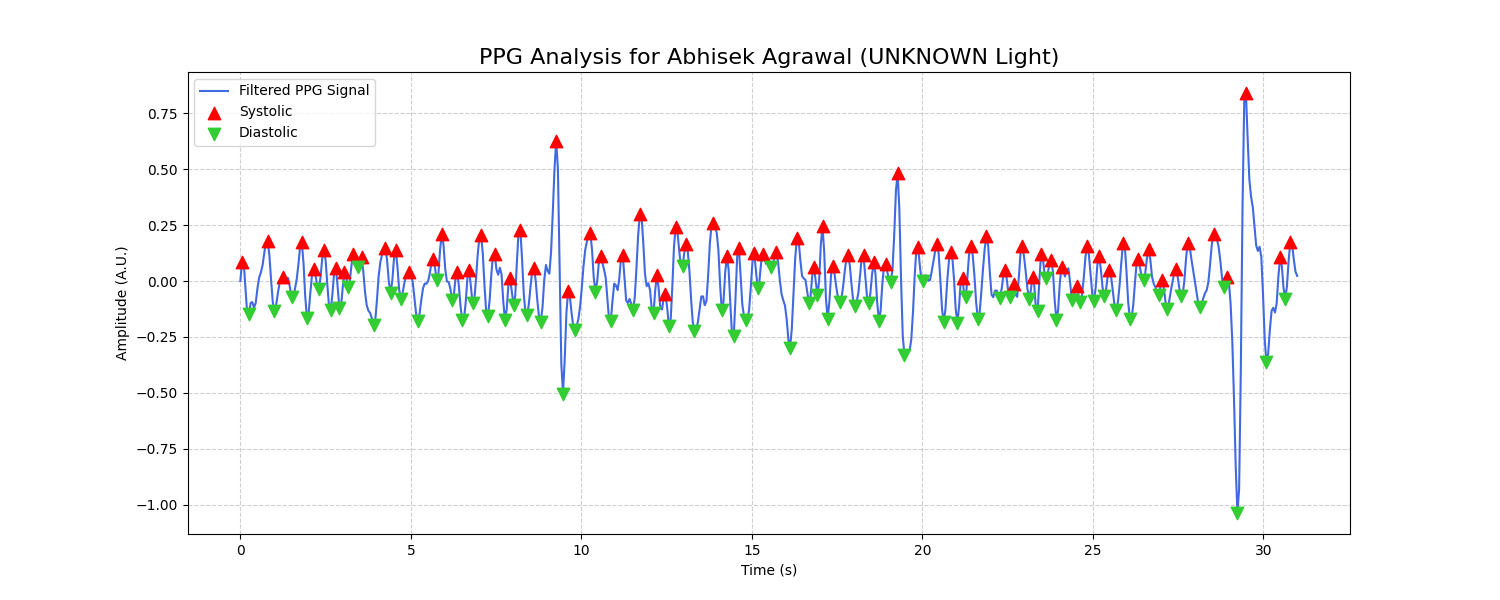 PPG Analysis for Abhisek Agrawal (UNKNOWN Light)
Filtered PPG Signal
Systolic
Diastolic
Amplitude (A.U.)
0.75
0.50
0.25
0.00
−0.25
−0.50
−0.75
−1.00
0 5 10 15 20 25 30
Time (s)